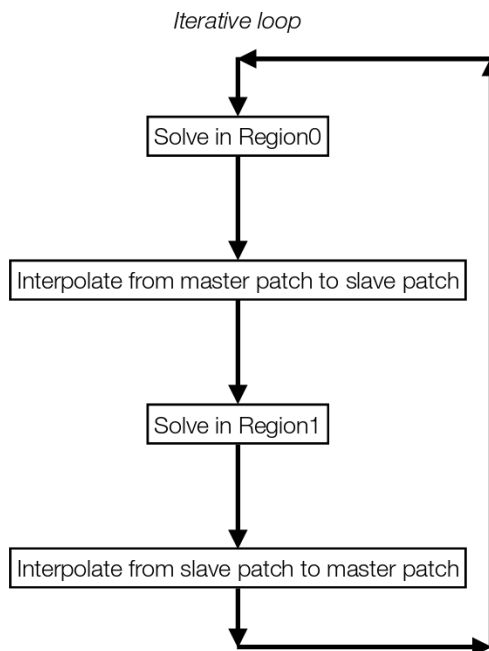 Iterative loop
Solve in Region0
Interpolate from master patch to slave patch
Solve in Region1
Interpolate from slave patch to master patch